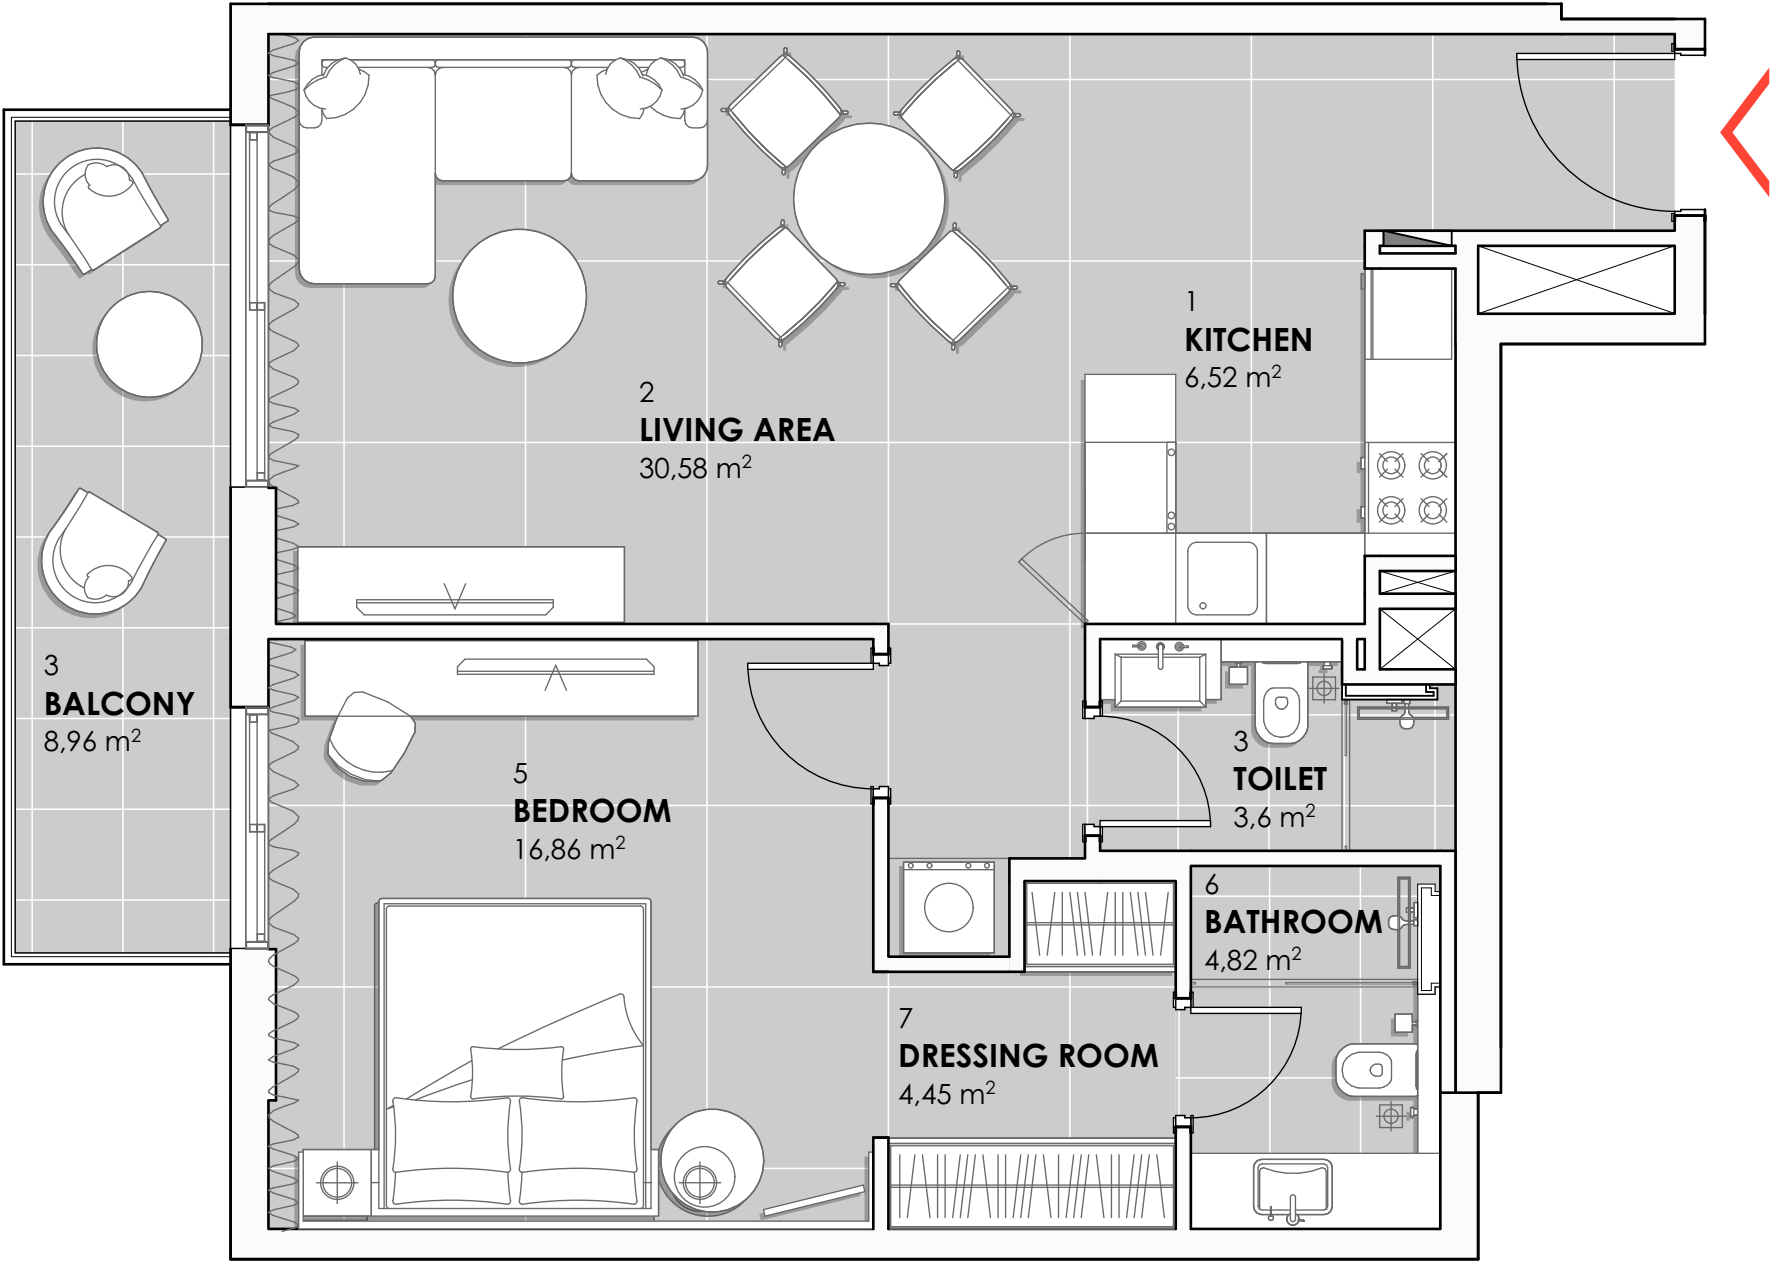 1
KITCHEN
6,52 m²
2
LIVING AREA
30,58 m²
3
BALCONY
8,96 m²
5
BEDROOM
16,86 m²
3
TOILET
3,6 m²
6
BATHROOM
4,82 m²
7
DRESSING ROOM
4,45 m²